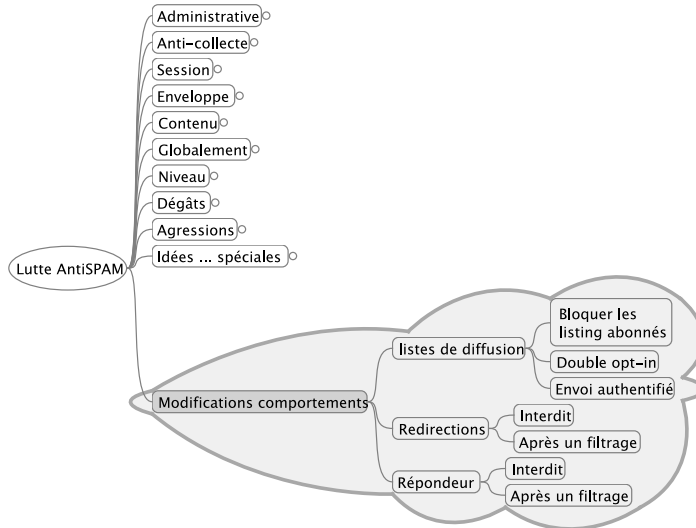 Administrative
Anti-collecte
Session
Enveloppe
Contenu
Globalement
Niveau
Dégâts
Agressions
Idées ... spéciales
Lutte AntiSPAM
Modifications comportements
listes de diffusion
Bloquer les
listing abonnés
Double opt-in
Envoi authentifié
Redirections
Interdit
Après un filtrage
Répondeur
Interdit
Après un filtrage